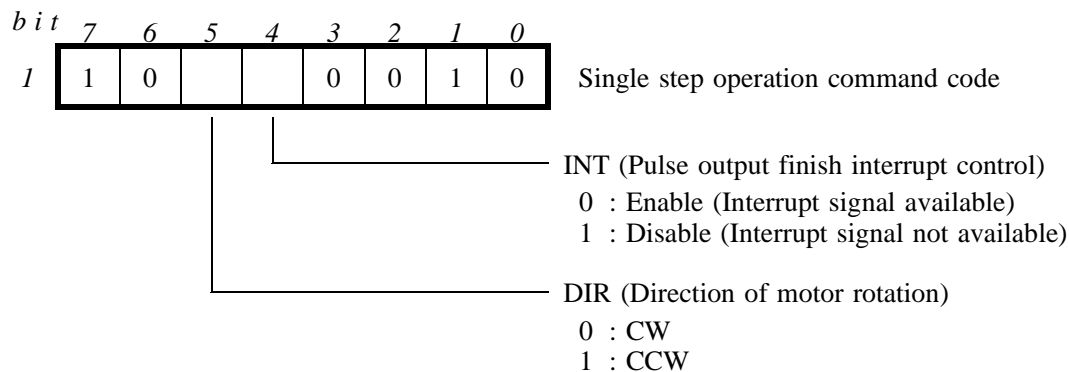 bit 7 6 5 4 3 2 1 0
1 1 0 0 0 1 0 Single step operation command code
INT (Pulse output finish interrupt control)
0 : Enable (Interrupt signal available)
1 : Disable (Interrupt signal not available)
DIR (Direction of motor rotation)
0 : CW
1 : CCW